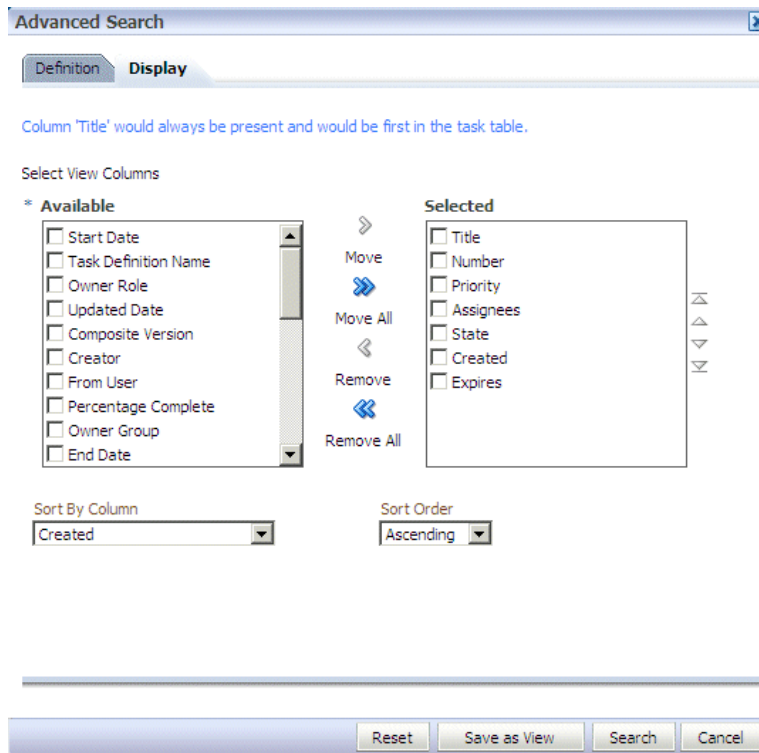 Advanced Search
Definition
Display
Column 'Title' would always be present and would be first in the task table.
Select View Columns
* Available
Start Date
Task Definition Name
Owner Role
Updated Date
Composite Version
Creator
From User
Percentage Complete
Owner Group
End Date
Move
Move All
Remove
Remove All
Selected
Title
Number
Priority
Assignees
State
Created
Expires
Sort By Column
Created
Sort Order
Ascending
Reset
Save as View
Search
Cancel